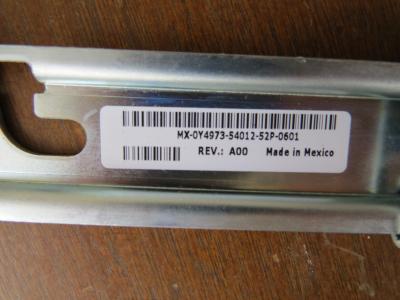 MX-0Y4973-54012-52P-0601
REV.: A00 Made in Mexico